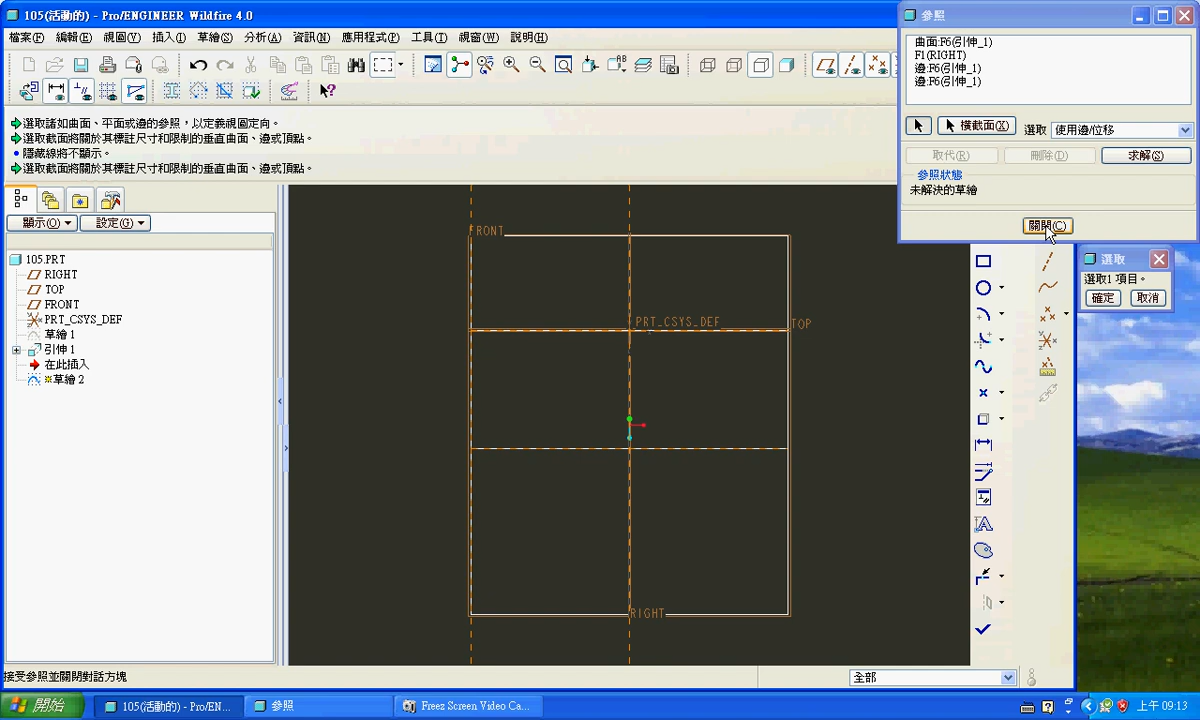 105(活動的) - Pro/ENGINEER Wildfire 4.0
檔案(F) 編輯(E) 視圖(V) 插入(I) 草繪(S) 分析(A) 資訊(N) 應用程式(P) 工具(T) 視窗(W) 說明(H)
選取諸如曲面、平面或邊的參照，以定義視圖定向。
選取截面將關於其標註尺寸和限制的垂直曲面、邊或頂點。
隱藏線將不顯示。
選取截面將關於其標註尺寸和限制的垂直曲面、邊或頂點。
顯示(O) 設定(G)
105.PRT
RIGHT
TOP
FRONT
PRT_CSYS_DEF
草繪 1
引伸 1
在此插入
※草繪 2
FRONT
PRT_CSYS_DEF
TOP
RIGHT
參照
曲面:F6(引伸_1)
F1(RIGHT)
邊:F6(引伸_1)
邊:F6(引伸_1)
橫截面(X) 選取 使用邊/位移
取代(R) 刪除(D) 求解(S)
參照狀態
未解決的草繪
關閉(C)
選取
選取1 項目。
確定 取消
接受參照並關閉對話方塊
全部
開始 105(活動的) - Pro/EN... 參照 Freez Screen Video Ca... 上午 09:13